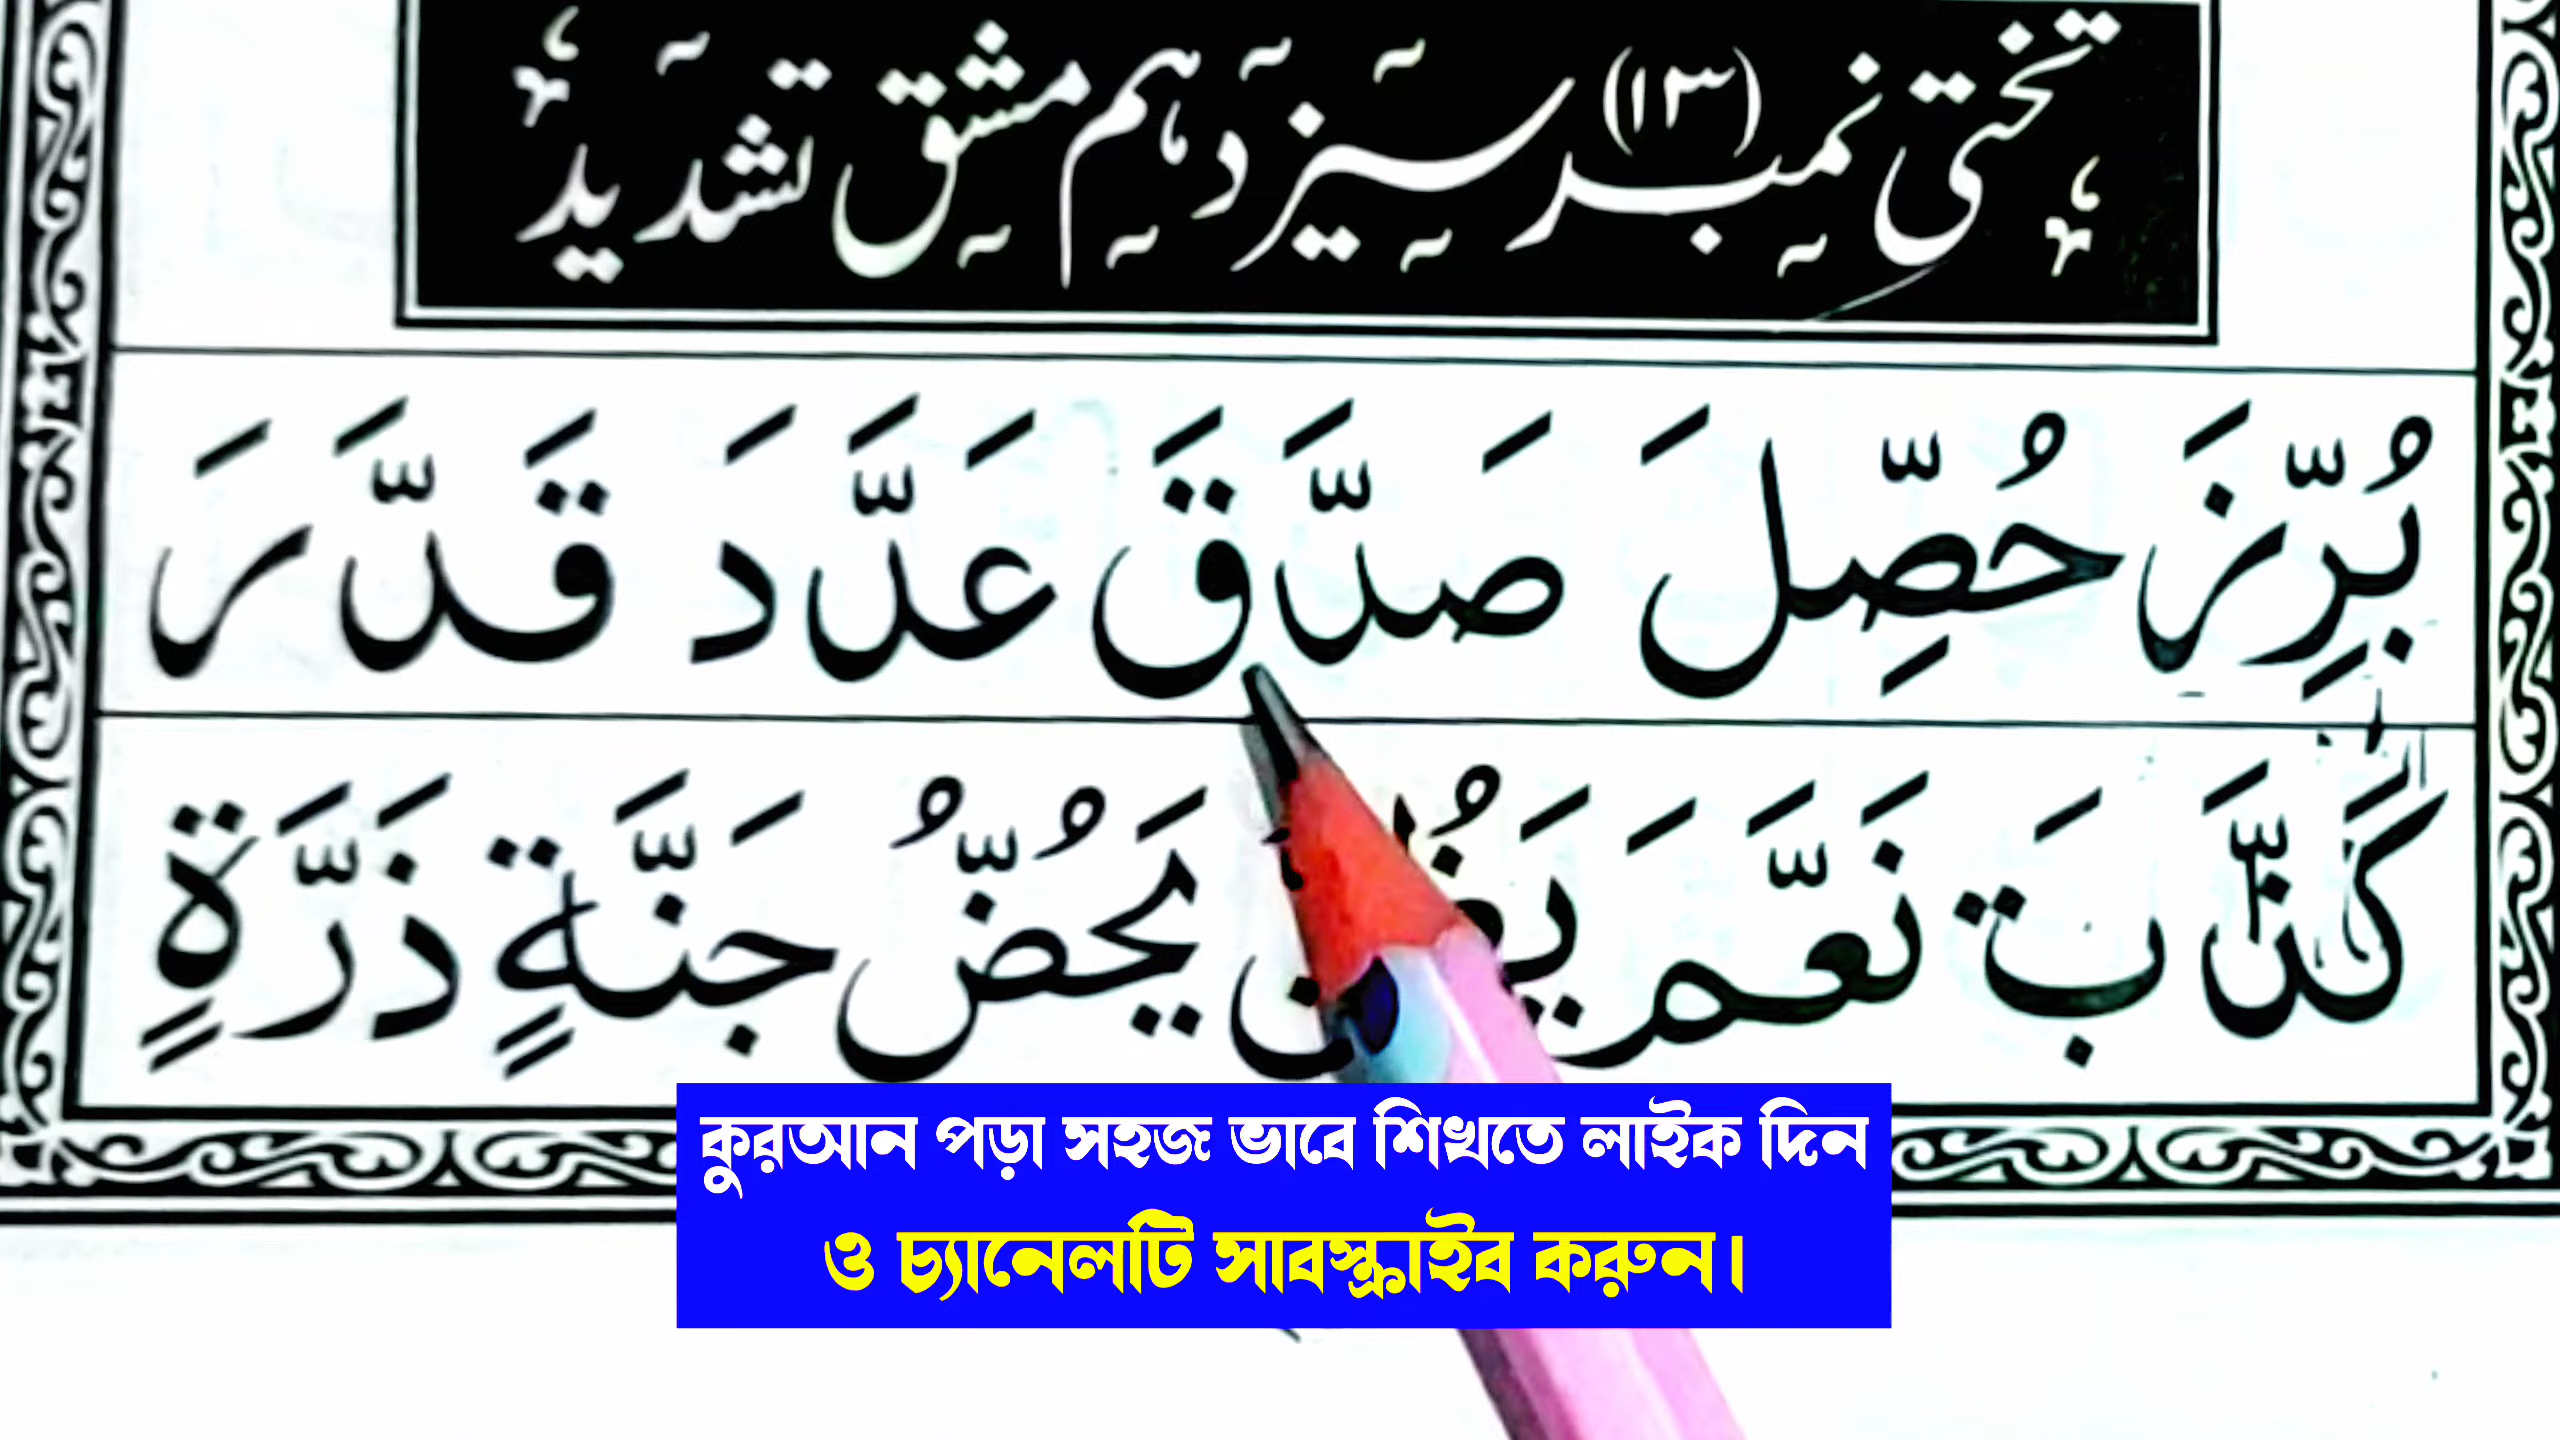 تختی نمبر (۱۳) سیزدہم مشق تشدید
بُرِّزَ حُصِّلَ صَدَّقَ عَدَّدَ قَدَّرَ
كَذَّبَتَ نَعَّمَ يَحُضُّ جَنَّةٍ ذَرَّةٍ
কুরআন পড়া সহজ ভাবে শিখতে লাইক দিন
ও চ্যানেলটি সাবস্ক্রাইব করুন।